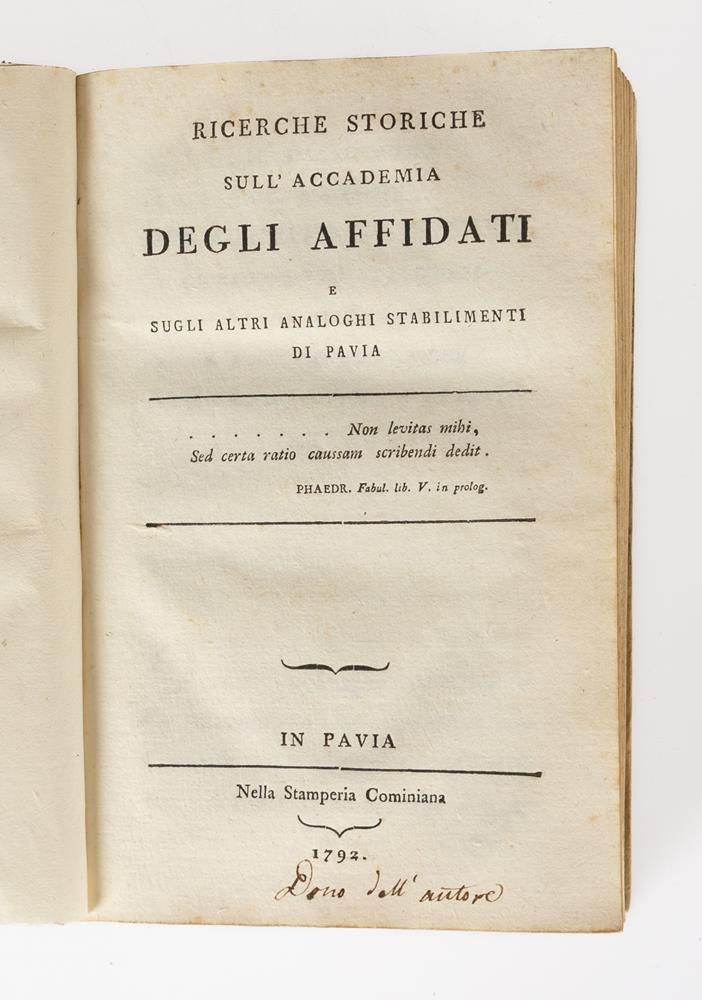 RICERCHE STORICHE
SULL' ACCADEMIA
DEGLI AFFIDATI
E
SUGLI ALTRI ANALOGHI STABILIMENTI
DI PAVIA
. . . . . . . Non levitas mihi,
Sed certa ratio caussam scribendi dedit.
PHAEDR. Fabul. lib. V. in prolog.
IN PAVIA
Nella Stamperia Cominiana
1792.
Dono dell' autore